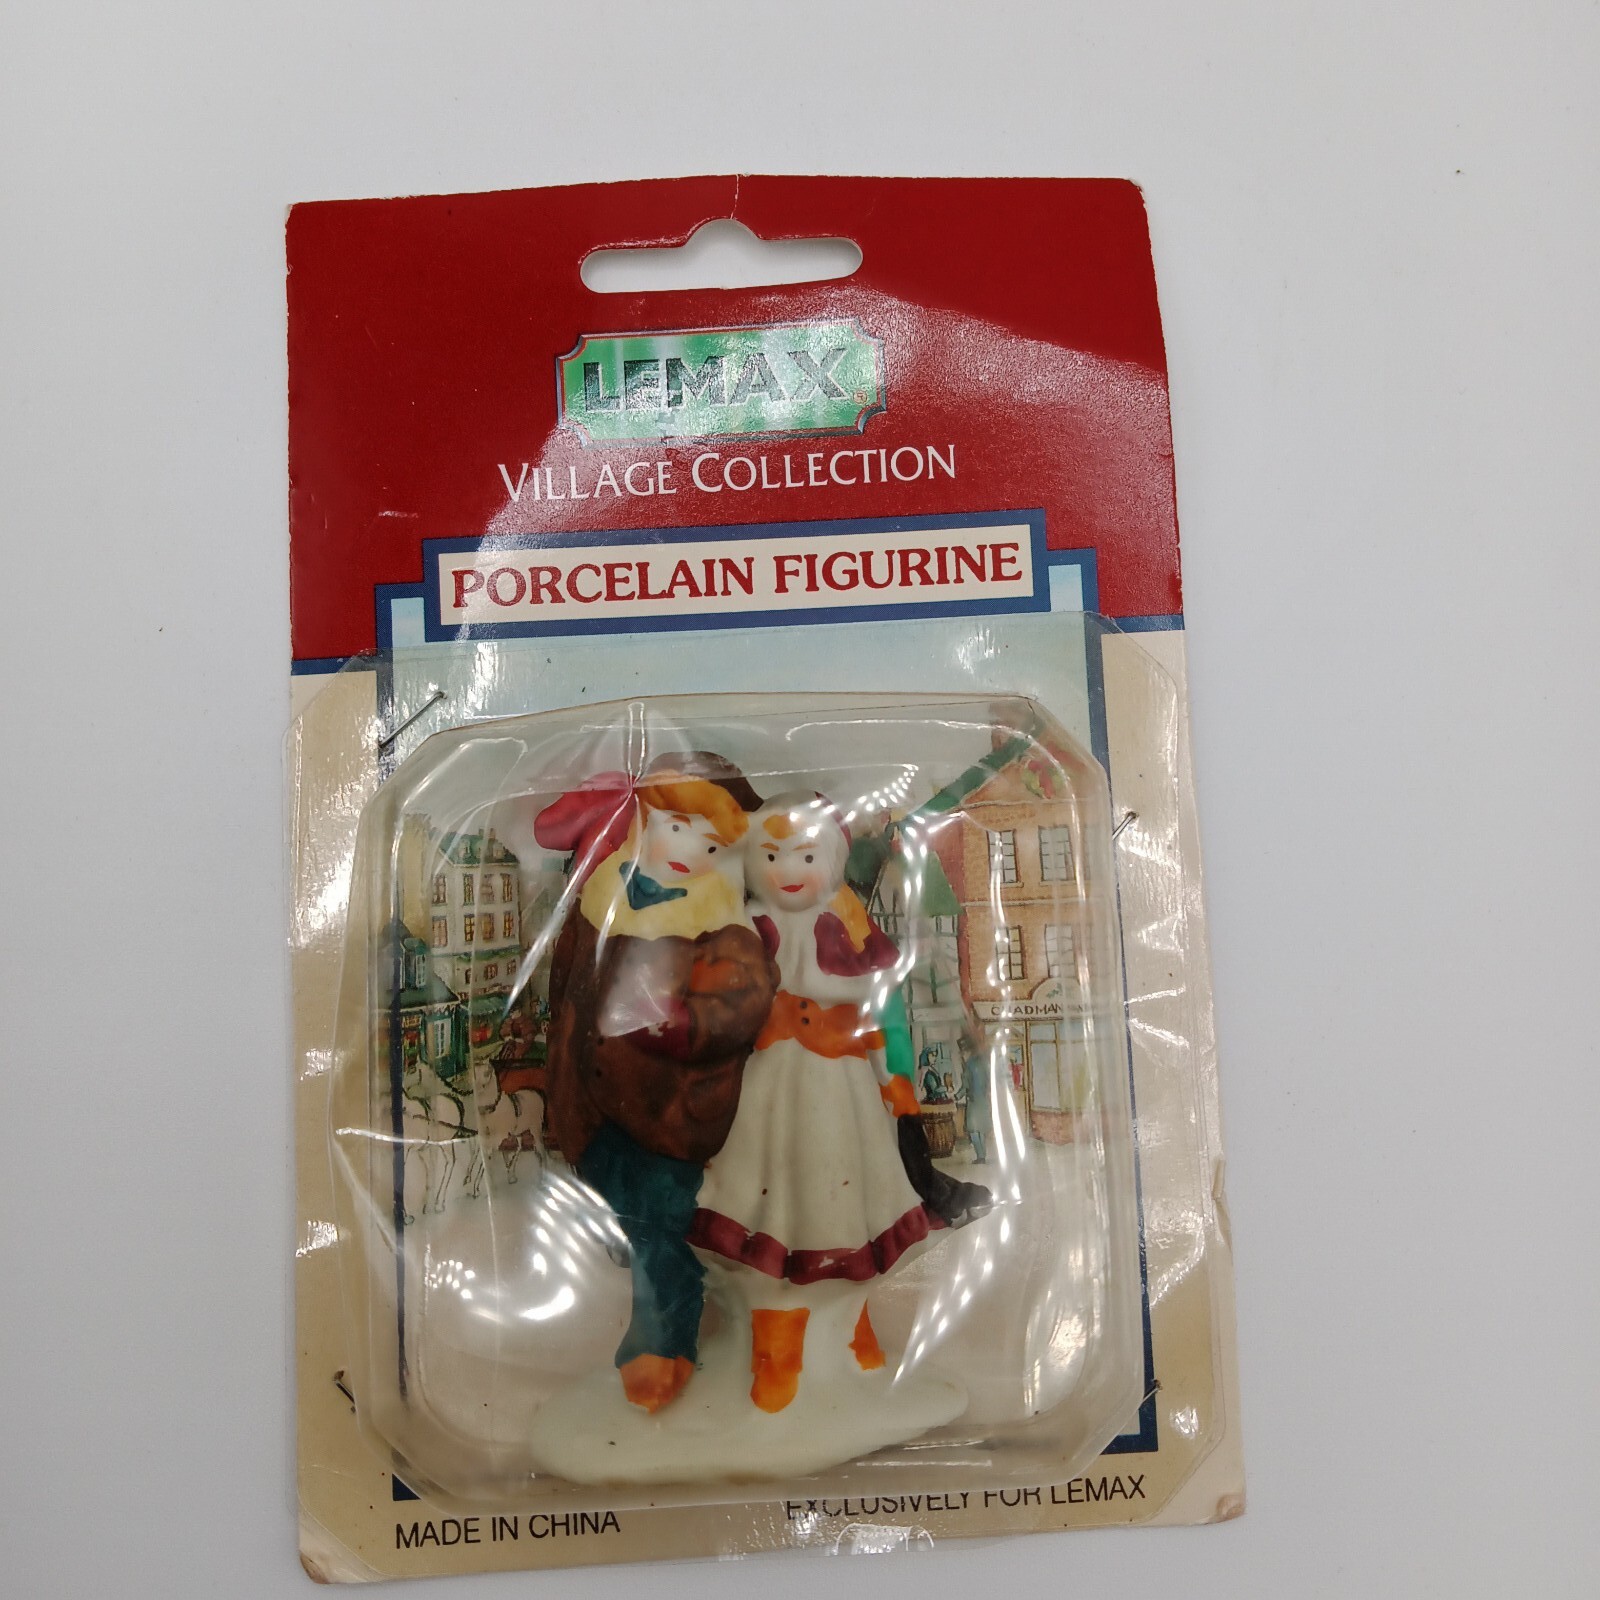 LEMAX®
VILLAGE COLLECTION
PORCELAIN FIGURINE
MADE IN CHINA
EXCLUSIVELY FOR LEMAX